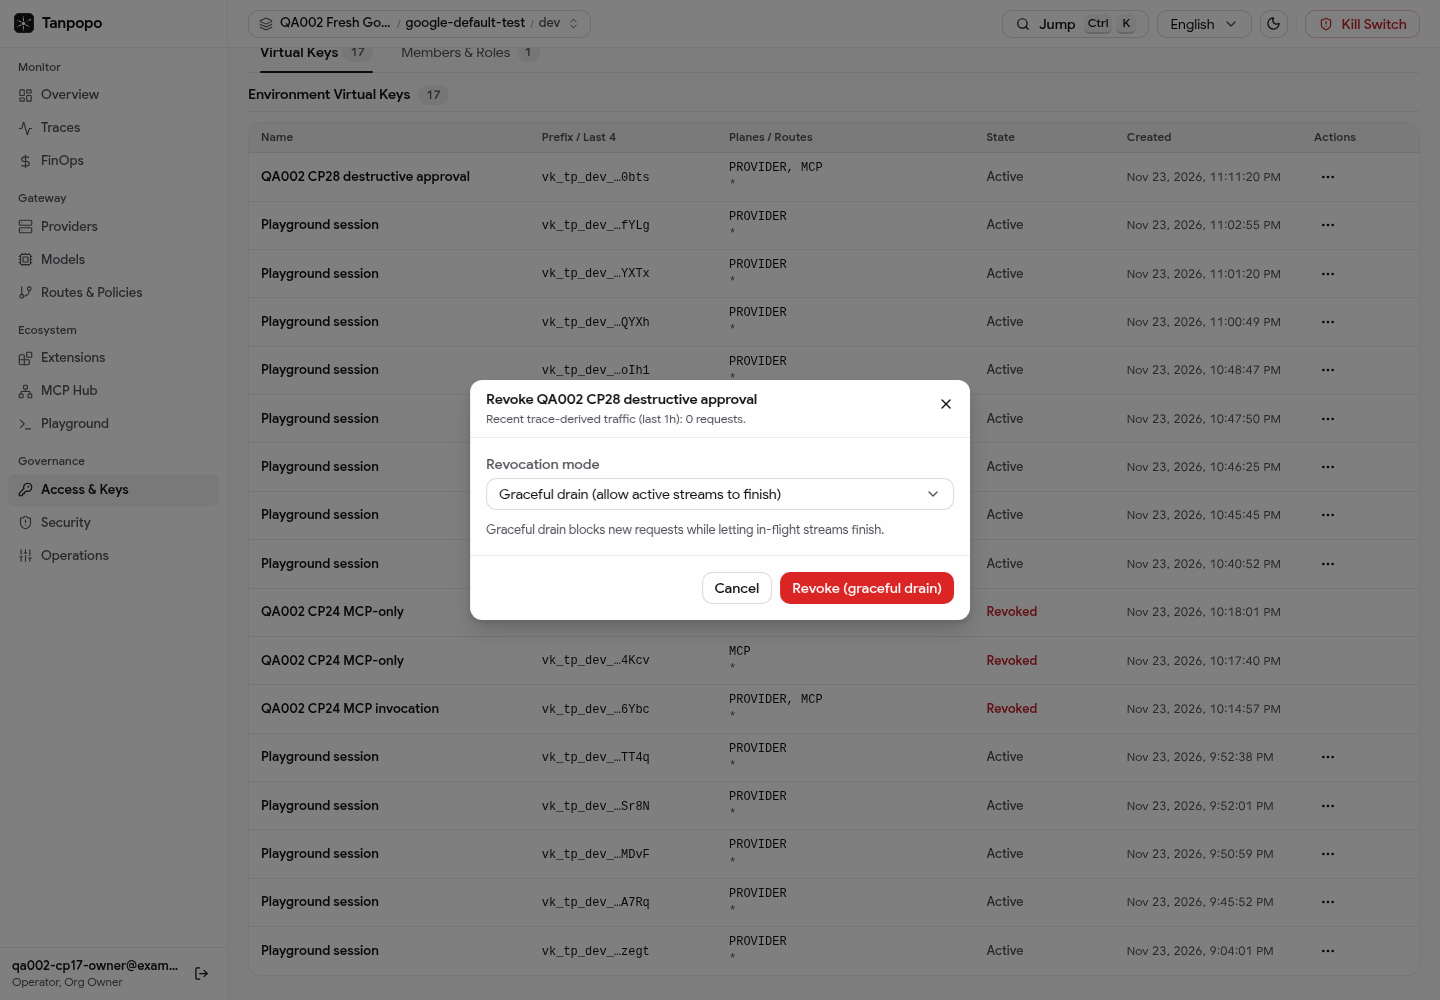 Tanpopo
QA002 Fresh Go... / google-default-test / dev
Jump Ctrl K
English
Kill Switch
Monitor
Overview
Traces
FinOps
Gateway
Providers
Models
Routes & Policies
Ecosystem
Extensions
MCP Hub
Playground
Governance
Access & Keys
Security
Operations
qa002-cp17-owner@exam...
Operator, Org Owner
Virtual Keys 17 Members & Roles 1
Environment Virtual Keys 17
Name Prefix / Last 4 Planes / Routes State Created Actions
QA002 CP28 destructive approval vk_tp_dev_…0bts PROVIDER, MCP Active Nov 23, 2026, 11:11:20 PM ...
*
Playground session vk_tp_dev_…fYLg PROVIDER Active Nov 23, 2026, 11:02:55 PM ...
*
Playground session vk_tp_dev_…YXTx PROVIDER Active Nov 23, 2026, 11:01:20 PM ...
*
Playground session vk_tp_dev_…QYXh PROVIDER Active Nov 23, 2026, 11:00:49 PM ...
*
Playground session vk_tp_dev_…oIh1 PROVIDER Active Nov 23, 2026, 10:48:47 PM ...
*
Playground session Active Nov 23, 2026, 10:47:50 PM ...
Playground session Active Nov 23, 2026, 10:46:25 PM ...
Playground session Active Nov 23, 2026, 10:45:45 PM ...
Playground session Active Nov 23, 2026, 10:40:52 PM ...
QA002 CP24 MCP-only Revoked Nov 23, 2026, 10:18:01 PM
QA002 CP24 MCP-only vk_tp_dev_…4Kcv MCP Revoked Nov 23, 2026, 10:17:40 PM
*
QA002 CP24 MCP invocation vk_tp_dev_…6Ybc PROVIDER, MCP Revoked Nov 23, 2026, 10:14:57 PM
*
Playground session vk_tp_dev_…TT4q PROVIDER Active Nov 23, 2026, 9:52:38 PM ...
*
Playground session vk_tp_dev_…Sr8N PROVIDER Active Nov 23, 2026, 9:52:01 PM ...
*
Playground session vk_tp_dev_…MDvF PROVIDER Active Nov 23, 2026, 9:50:59 PM ...
*
Playground session vk_tp_dev_…A7Rq PROVIDER Active Nov 23, 2026, 9:45:52 PM ...
*
Playground session vk_tp_dev_…zegt PROVIDER Active Nov 23, 2026, 9:04:01 PM ...
*
Revoke QA002 CP28 destructive approval
Recent trace-derived traffic (last 1h): 0 requests.
Revocation mode
Graceful drain (allow active streams to finish)
Graceful drain blocks new requests while letting in-flight streams finish.
Cancel
Revoke (graceful drain)